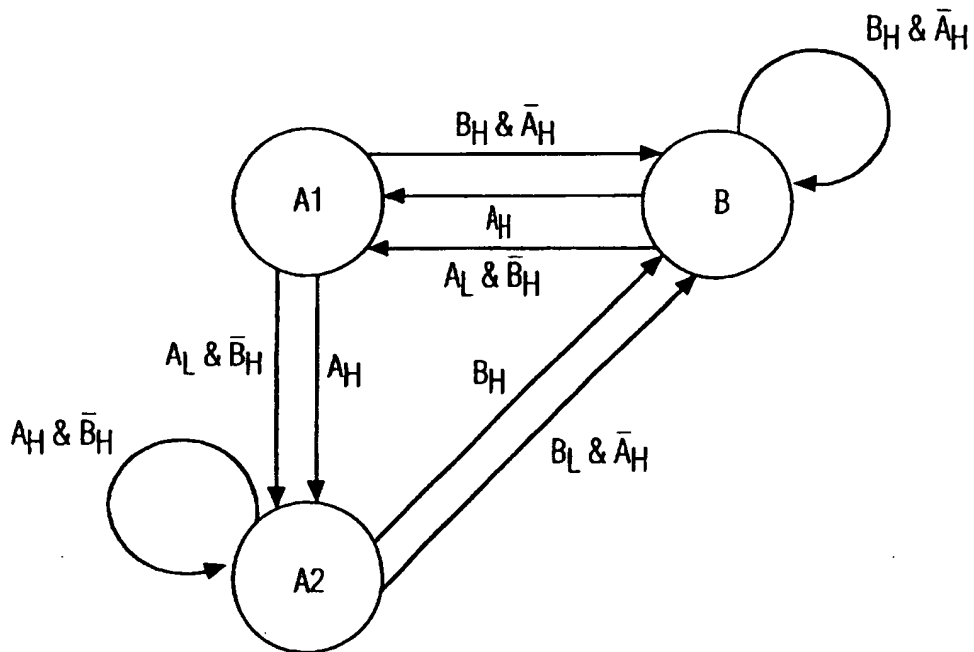 B_H & Ā_H
B_H & Ā_H
A1
B
A_H
A_L & B̄_H
A_L & B̄_H
A_H
B_H
A_H & B̄_H
B_L & Ā_H
A2